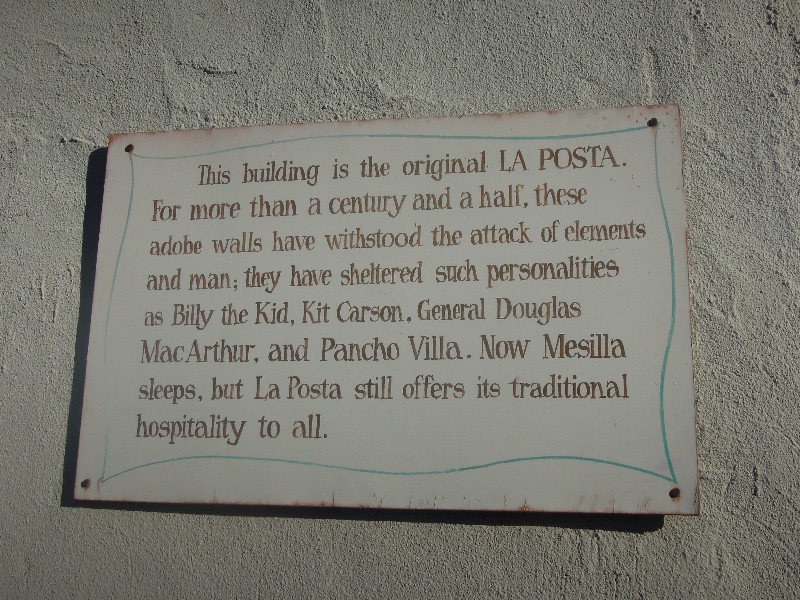 This building is the original LA POSTA.
For more than a century and a half, these
adobe walls have withstood the attack of elements
and man; they have sheltered such personalities
as Billy the Kid, Kit Carson, General Douglas
MacArthur, and Pancho Villa. Now Mesilla
sleeps, but La Posta still offers its traditional
hospitality to all.